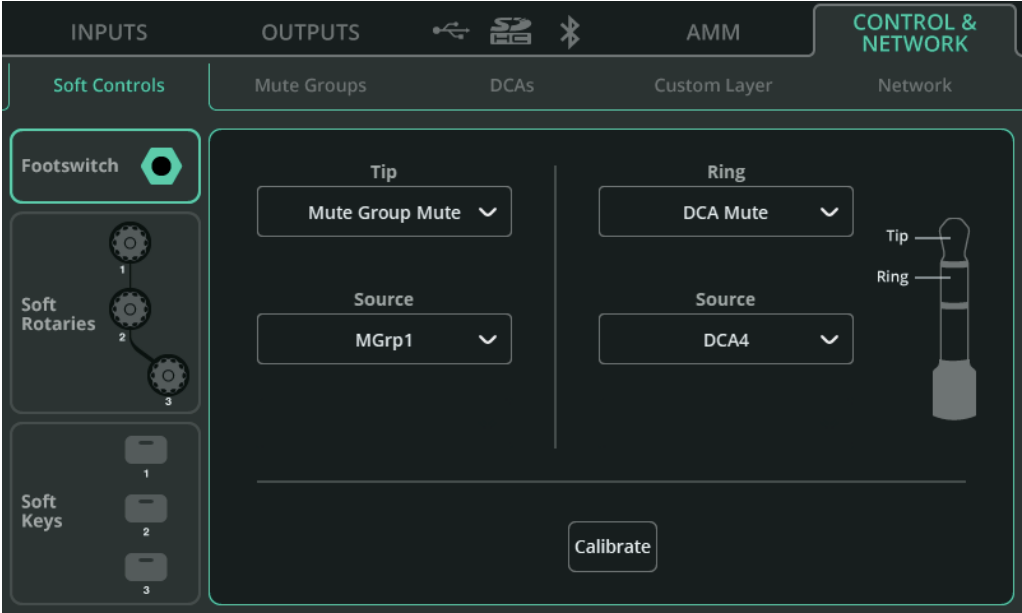 INPUTS
OUTPUTS
SD
HC
AMM
CONTROL &
NETWORK
Soft Controls
Mute Groups
DCAs
Custom Layer
Network
Footswitch
1
Soft
Rotaries
2
3
1
Soft
Keys
2
3
Tip
Mute Group Mute
Source
MGrp1
Ring
DCA Mute
Source
DCA4
Tip
Ring
Calibrate